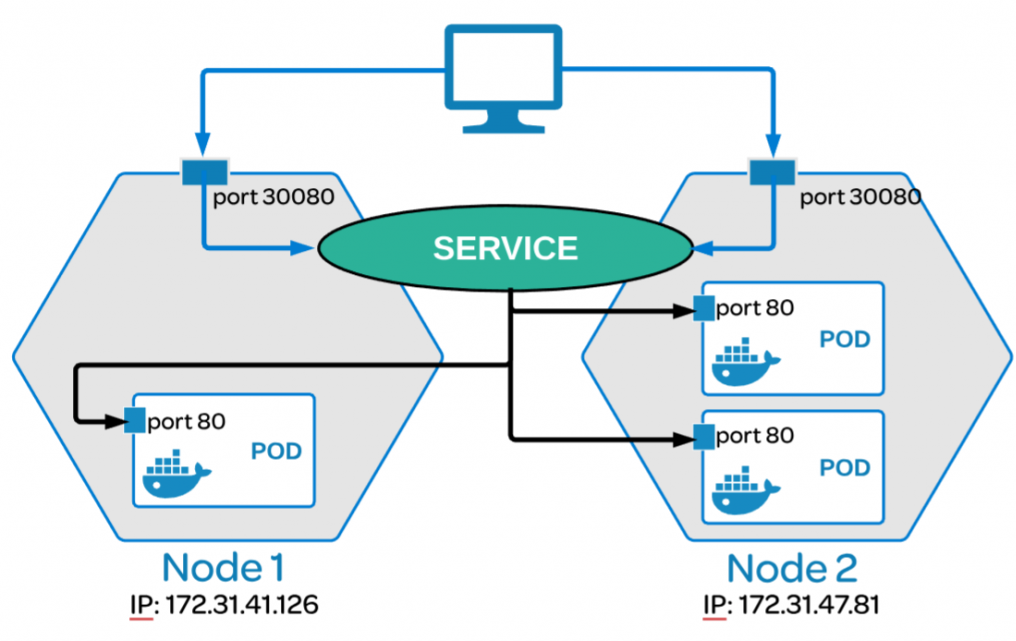 port 30080
port 30080
SERVICE
port 80
POD
port 80
POD
port 80
POD
Node 1
IP: 172.31.41.126
Node 2
IP: 172.31.47.81